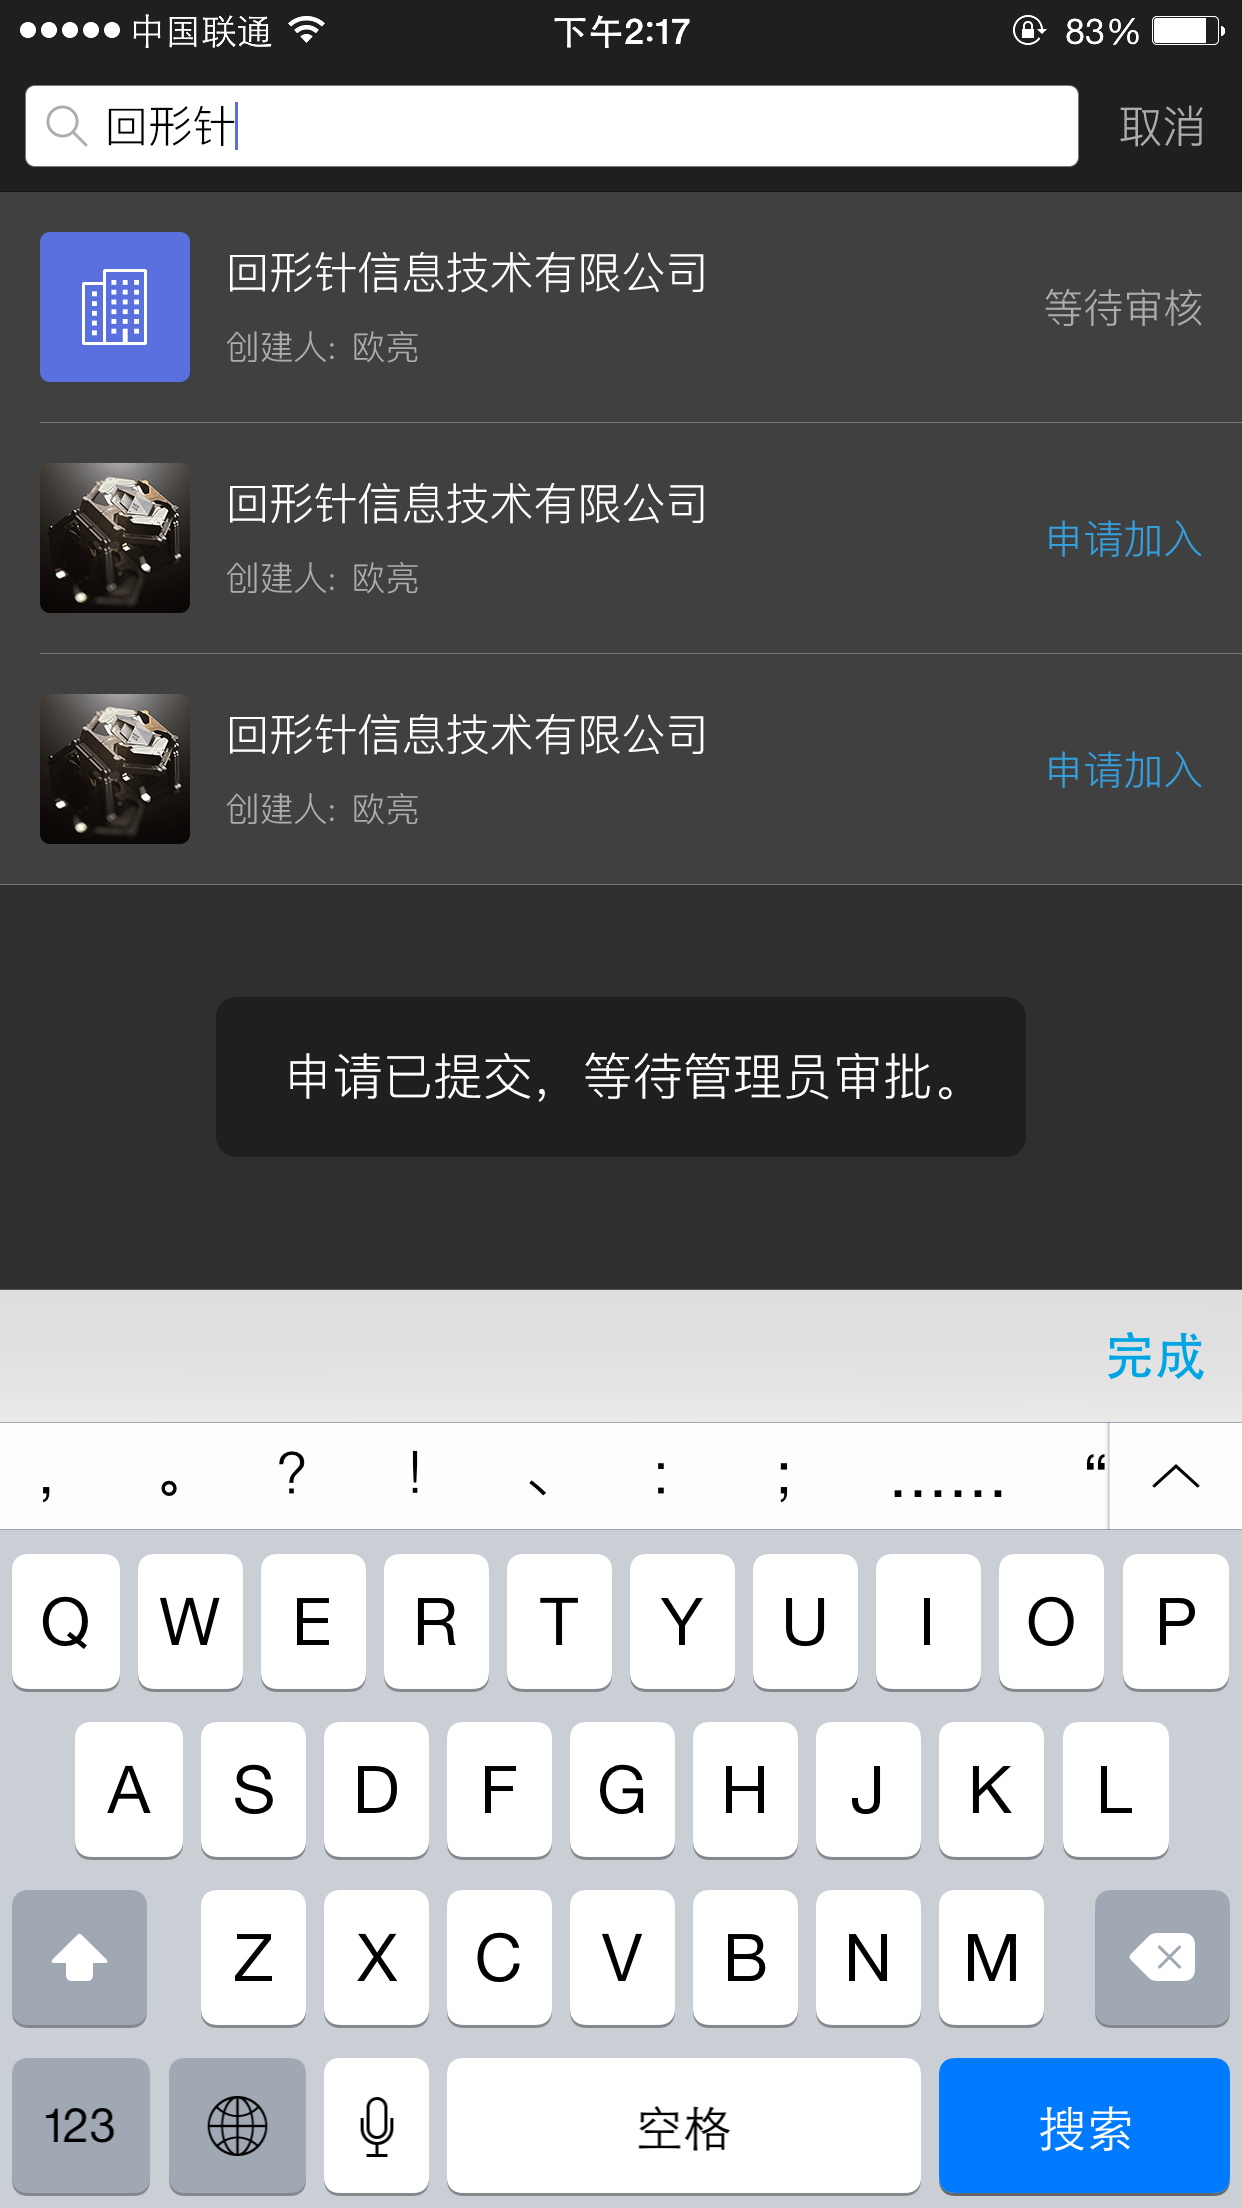 中国联通 下午2:17 83%
回形针 取消
回形针信息技术有限公司
创建人: 欧亮
等待审核
回形针信息技术有限公司
创建人: 欧亮
申请加入
回形针信息技术有限公司
创建人: 欧亮
申请加入
申请已提交，等待管理员审批。
完成
， 。 ? ! 、 : ; …… “
Q W E R T Y U I O P
A S D F G H J K L
Z X C V B N M
123 空格 搜索